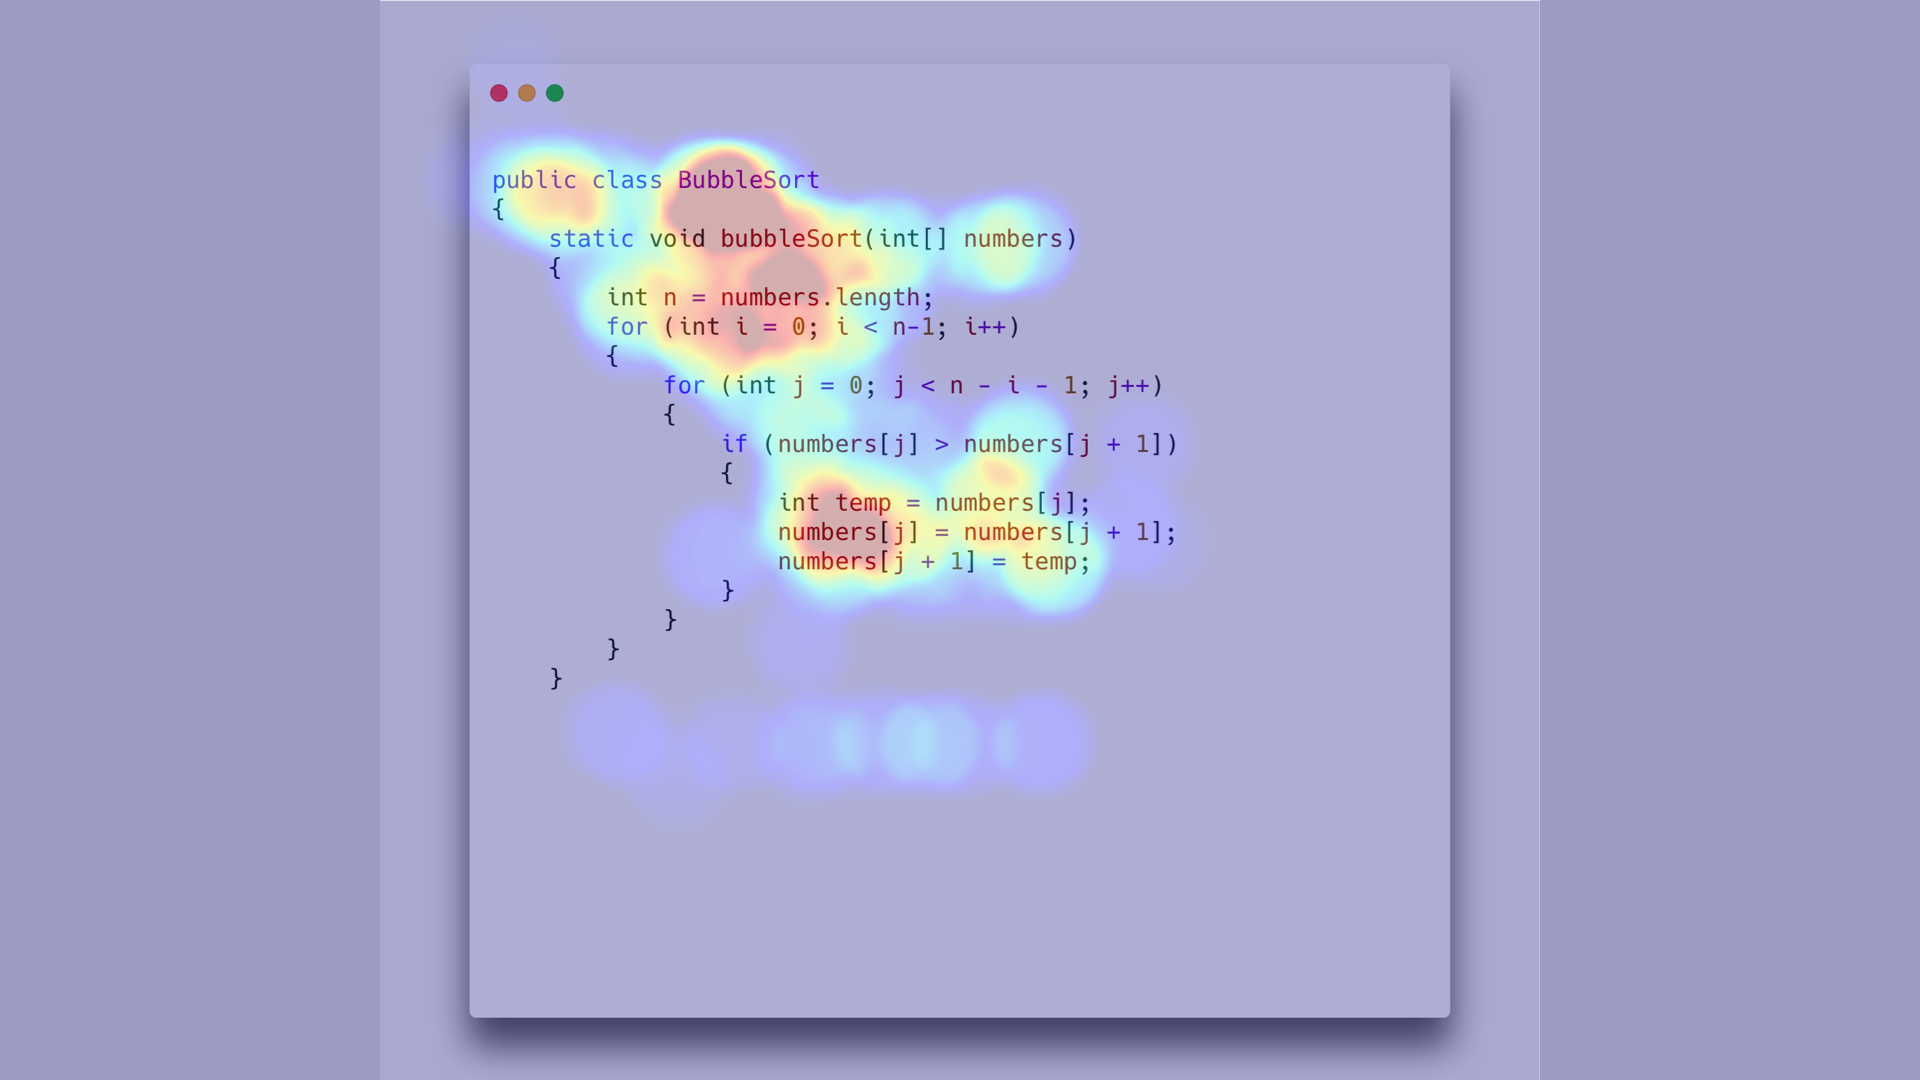 public class BubbleSort
{
    static void bubbleSort(int[] numbers)
    {
        int n = numbers.length;
        for (int i = 0; i < n-1; i++)
        {
            for (int j = 0; j < n - i - 1; j++)
            {
                if (numbers[j] > numbers[j + 1])
                {
                    int temp = numbers[j];
                    numbers[j] = numbers[j + 1];
                    numbers[j + 1] = temp;
                }
            }
        }
    }